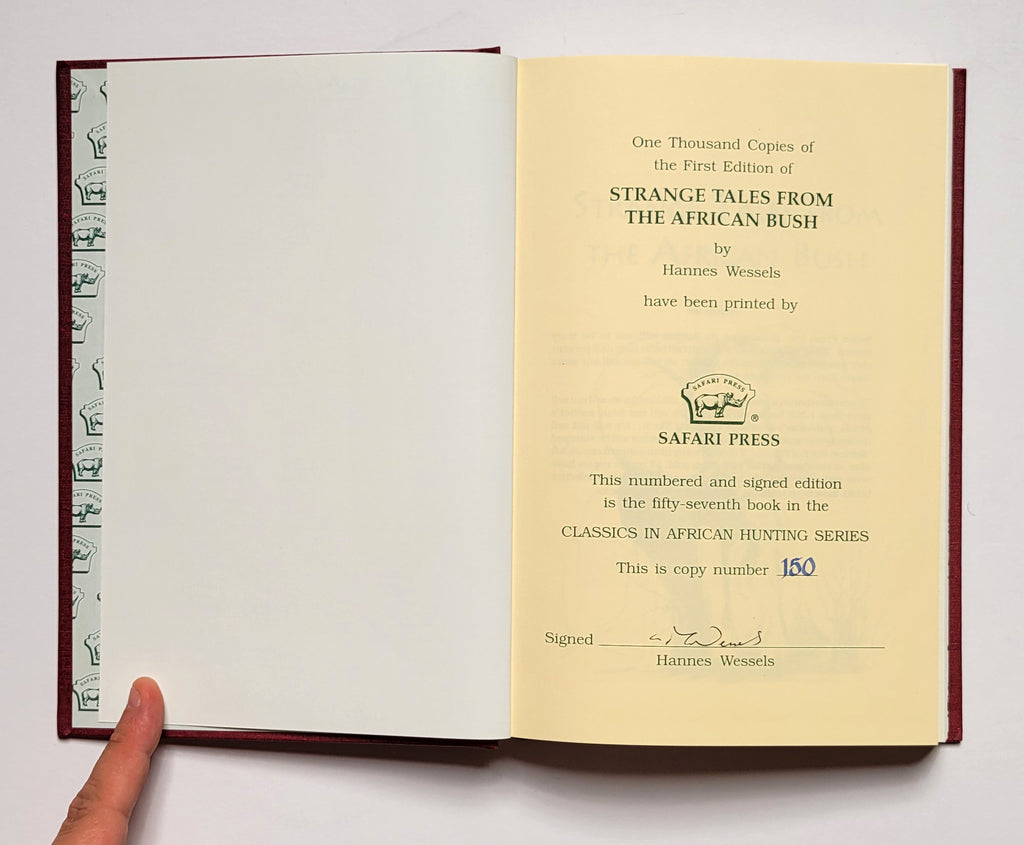 One Thousand Copies of
the First Edition of
STRANGE TALES FROM
THE AFRICAN BUSH
by
Hannes Wessels
have been printed by
SAFARI PRESS
®
SAFARI PRESS
This numbered and signed edition
is the fifty-seventh book in the
CLASSICS IN AFRICAN HUNTING SERIES
This is copy number 150
Signed
Hannes Wessels